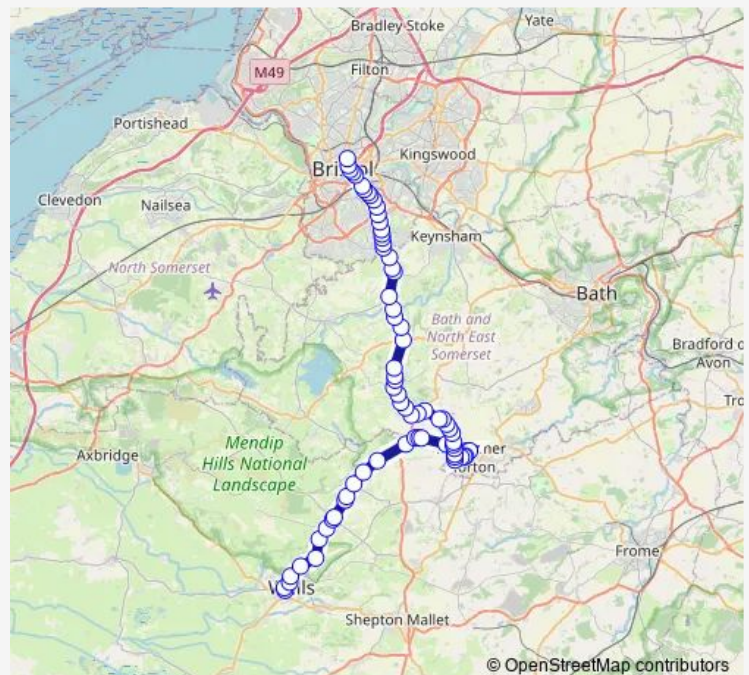 Bradley Stoke
Yate
Filton
M49
Portishead
Kingswood
Clevedon
Nailsea
Keynsham
North Somerset
Bath
Bath and
North East
Somerset
Bradford o
Avon
Tro
Axbridge
Mendip
Hills National
Landscape
Frome
Shepton Mallet
© OpenStreetMap contributors